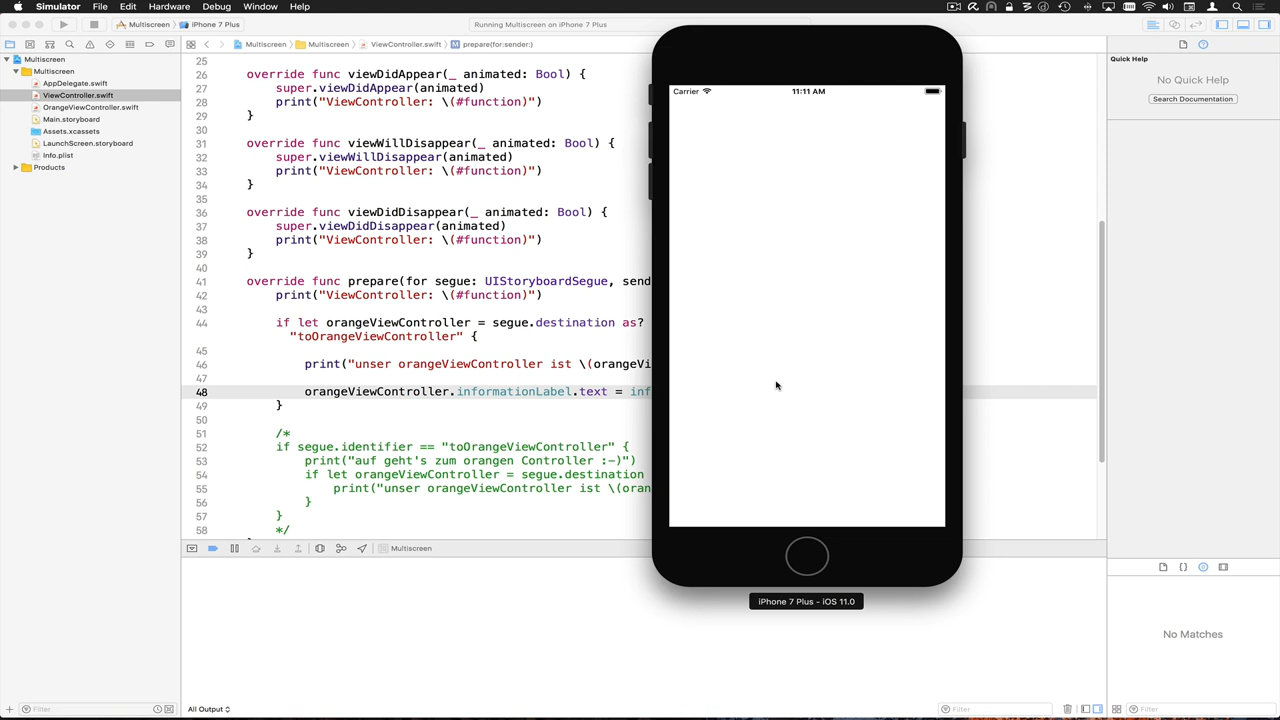 Simulator File Edit Hardware Debug Window Help
Multiscreen iPhone 7 Plus Running Multiscreen on iPhone 7 Plus
Multiscreen Multiscreen ViewController.swift prepare(for:sender:)
Multiscreen
Multiscreen
AppDelegate.swift
ViewController.swift
OrangeViewController.swift
Main.storyboard
Assets.xcassets
LaunchScreen.storyboard
Info.plist
Products
Filter
25
26 override func viewDidAppear(_ animated: Bool) {
27 super.viewDidAppear(animated)
28 print("ViewController: \(#function)")
29 }
30
31 override func viewWillDisappear(_ animated: Bool) {
32 super.viewWillDisappear(animated)
33 print("ViewController: \(#function)")
34 }
35
36 override func viewDidDisappear(_ animated: Bool) {
37 super.viewDidDisappear(animated)
38 print("ViewController: \(#function)")
39 }
40
41 override func prepare(for segue: UIStoryboardSegue, send
42 print("ViewController: \(#function)")
43
44 if let orangeViewController = segue.destination as?
"toOrangeViewController" {
45
46 print("unser orangeViewController ist \(orangeVi
47
48 orangeViewController.informationLabel.text = inf
49 }
50
51 /*
52 if segue.identifier == "toOrangeViewController" {
53 print("auf geht's zum orangen Controller :-)")
54 if let orangeViewController = segue.destination
55 print("unser orangeViewController ist \(oran
56 }
57 }
58 */
Multiscreen
All Output
Filter
Carrier 11:11 AM
iPhone 7 Plus - iOS 11.0
Quick Help
No Quick Help
Search Documentation
No Matches
Filter